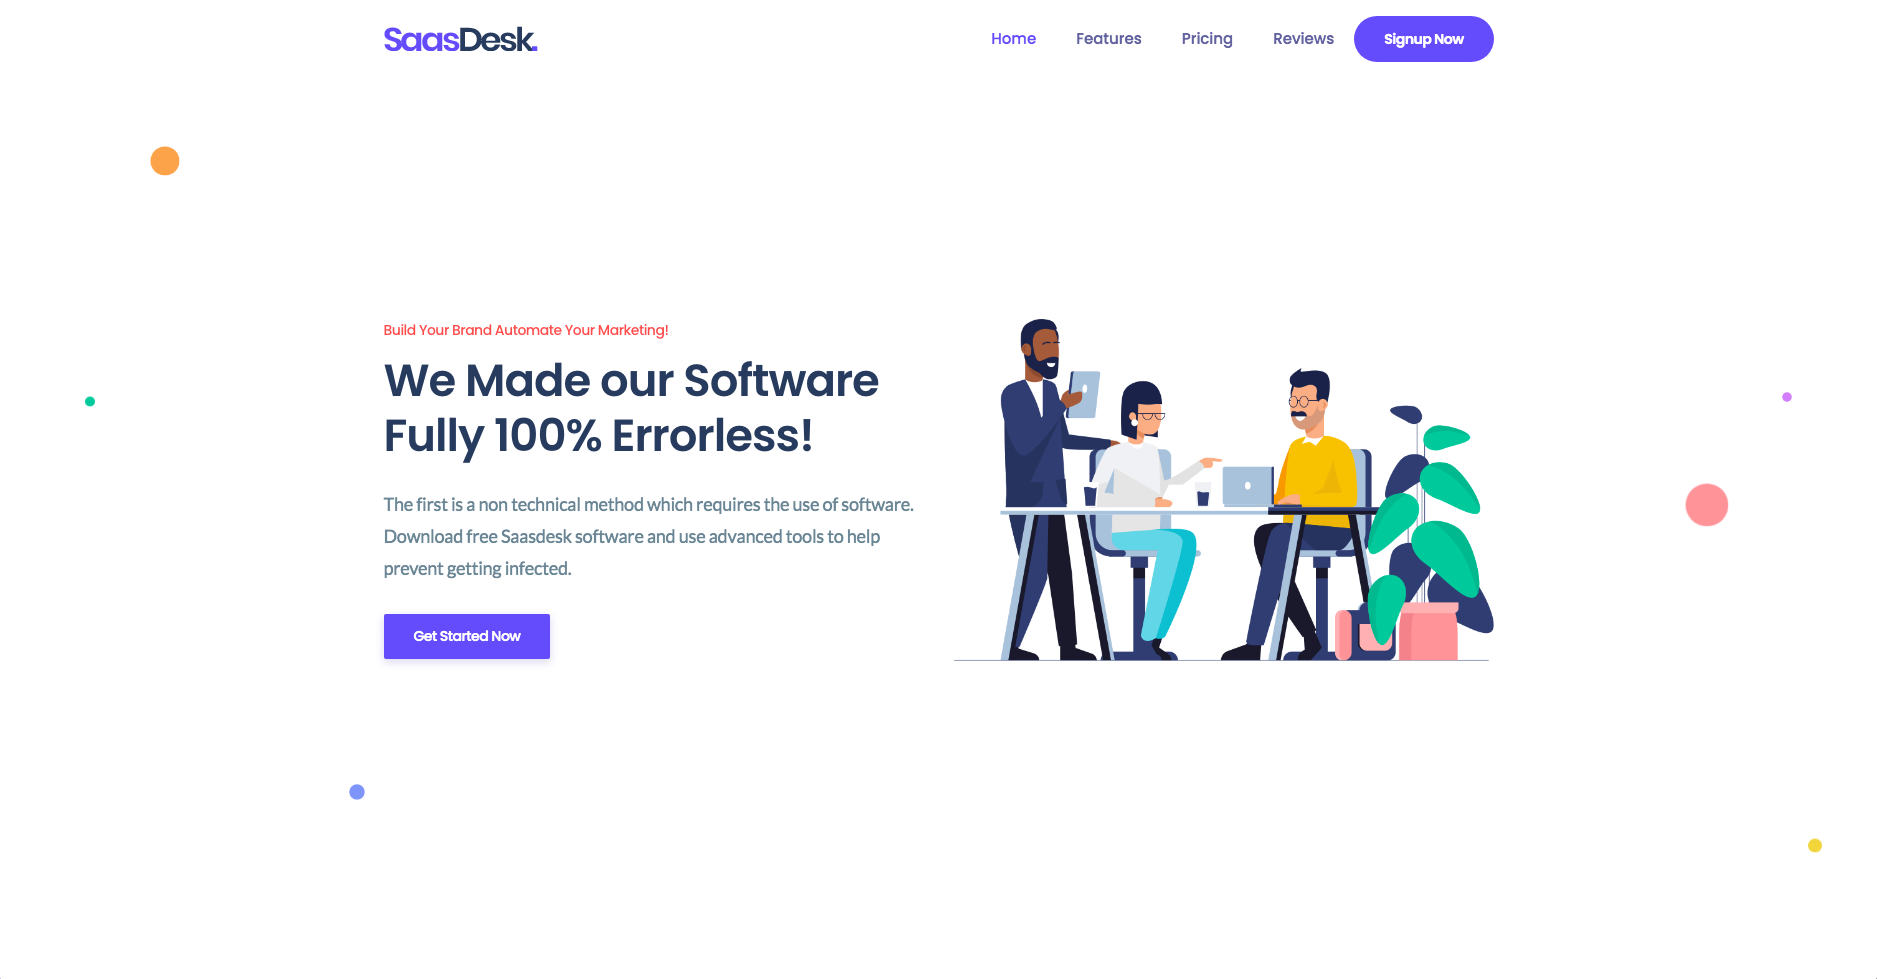 SaasDesk.
Home Features Pricing Reviews Signup Now
Build Your Brand Automate Your Marketing!
We Made our Software
Fully 100% Errorless!
The first is a non technical method which requires the use of software.
Download free Saasdesk software and use advanced tools to help
prevent getting infected.
Get Started Now